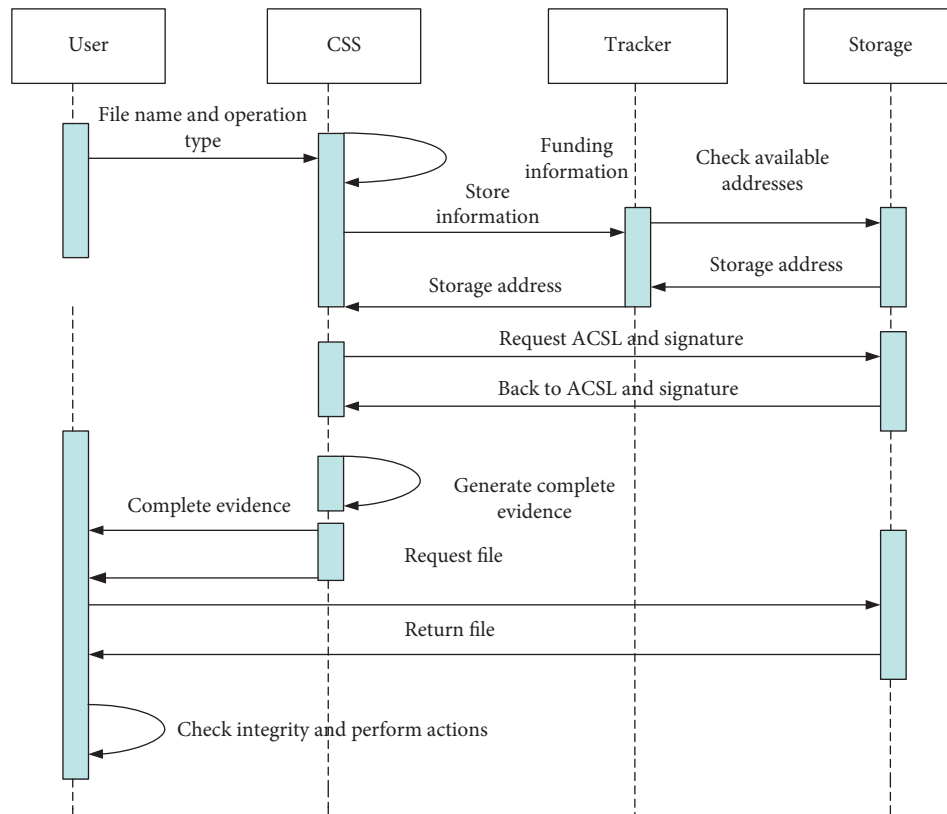 User
CSS
Tracker
Storage
File name and operation
type
Funding
information
Check available
addresses
Store
information
Storage address
Storage address
Request ACSL and signature
Back to ACSL and signature
Generate complete
evidence
Complete evidence
Request file
Return file
Check integrity and perform actions